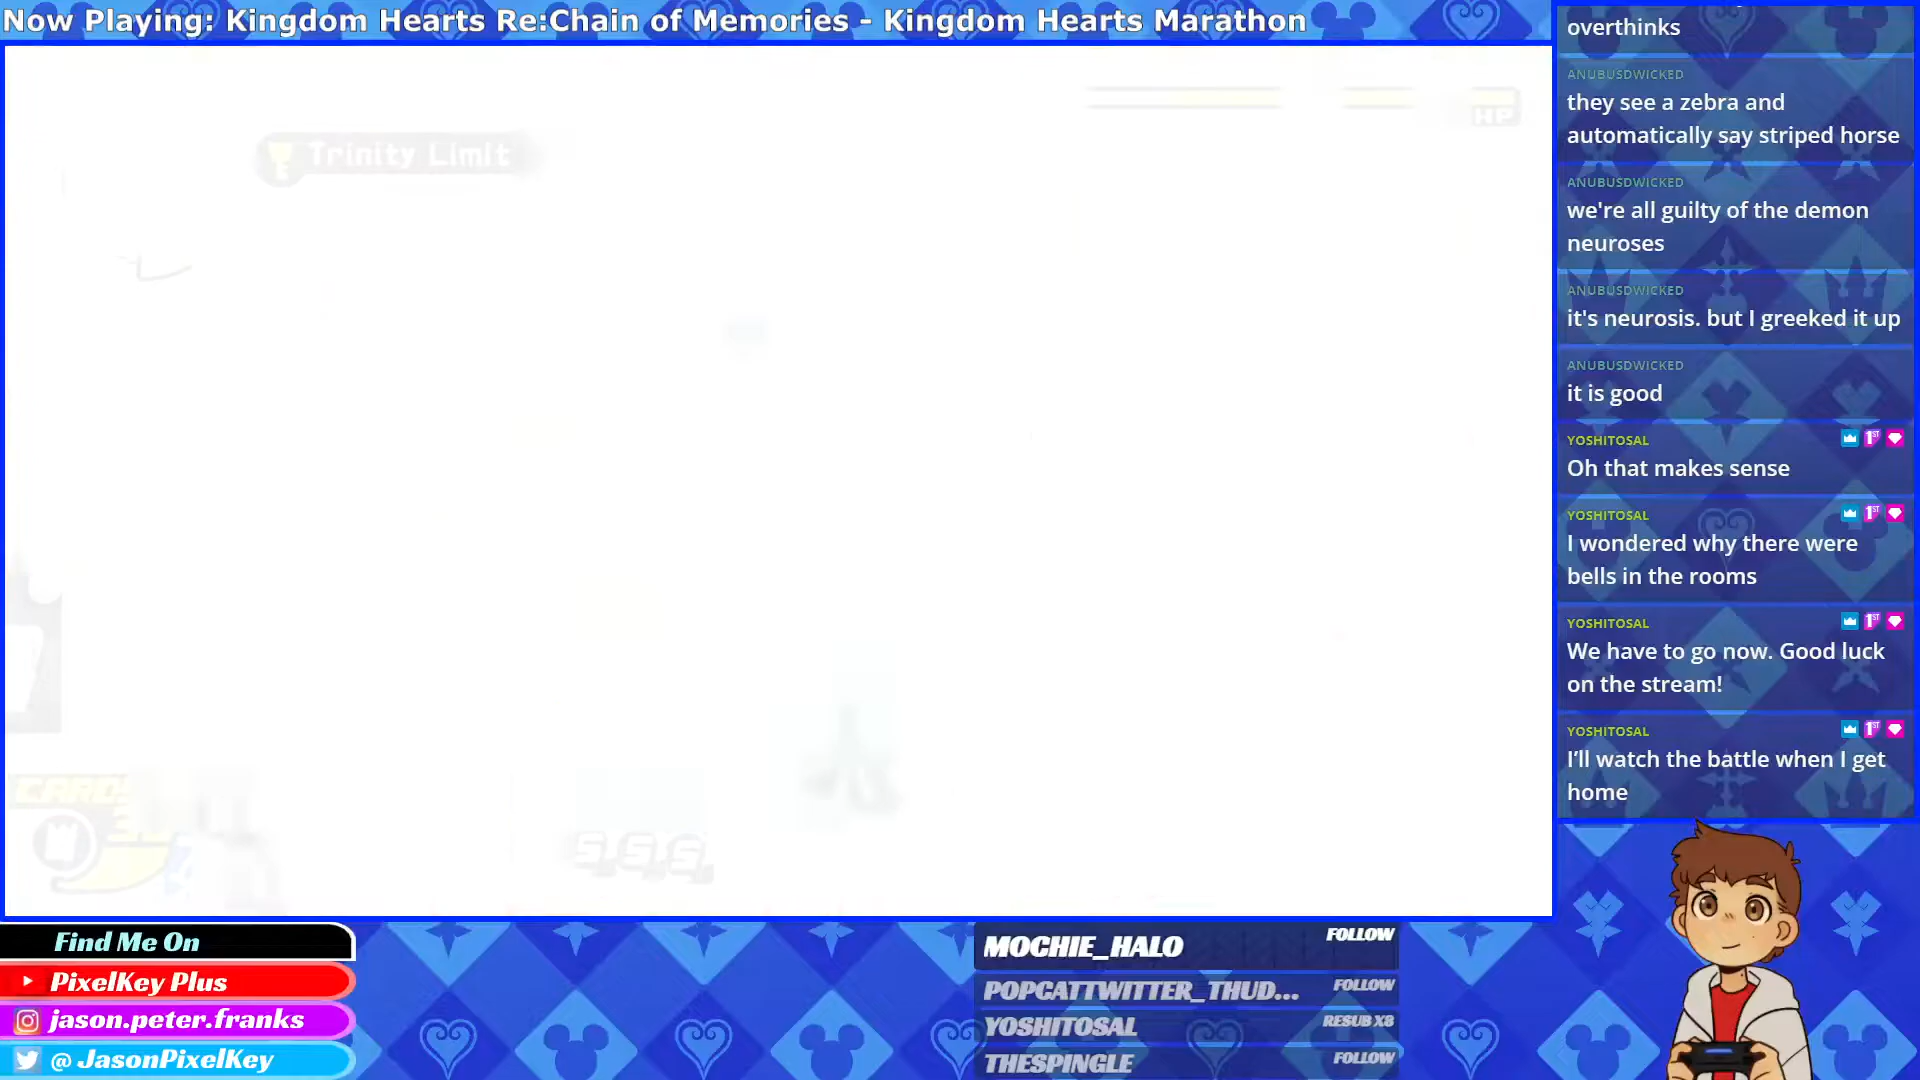 Now Playing: Kingdom Hearts Re:Chain of Memories - Kingdom Hearts Marathon
HP
Trinity Limit
CARD
S.S.S.
overthinks
ANUBUSDWICKED
they see a zebra and
automatically say striped horse
ANUBUSDWICKED
we're all guilty of the demon
neuroses
ANUBUSDWICKED
it's neurosis. but I greeked it up
ANUBUSDWICKED
it is good
YOSHITOSAL
1ST
Oh that makes sense
YOSHITOSAL
1ST
I wondered why there were
bells in the rooms
YOSHITOSAL
1ST
We have to go now. Good luck
on the stream!
YOSHITOSAL
1ST
I’ll watch the battle when I get
home
Find Me On
PixelKey Plus
jason.peter.franks
@JasonPixelKey
MOCHIE_HALO FOLLOW
POPCATTWITTER_THUD... FOLLOW
YOSHITOSAL RESUB X8
THESPINGLE FOLLOW